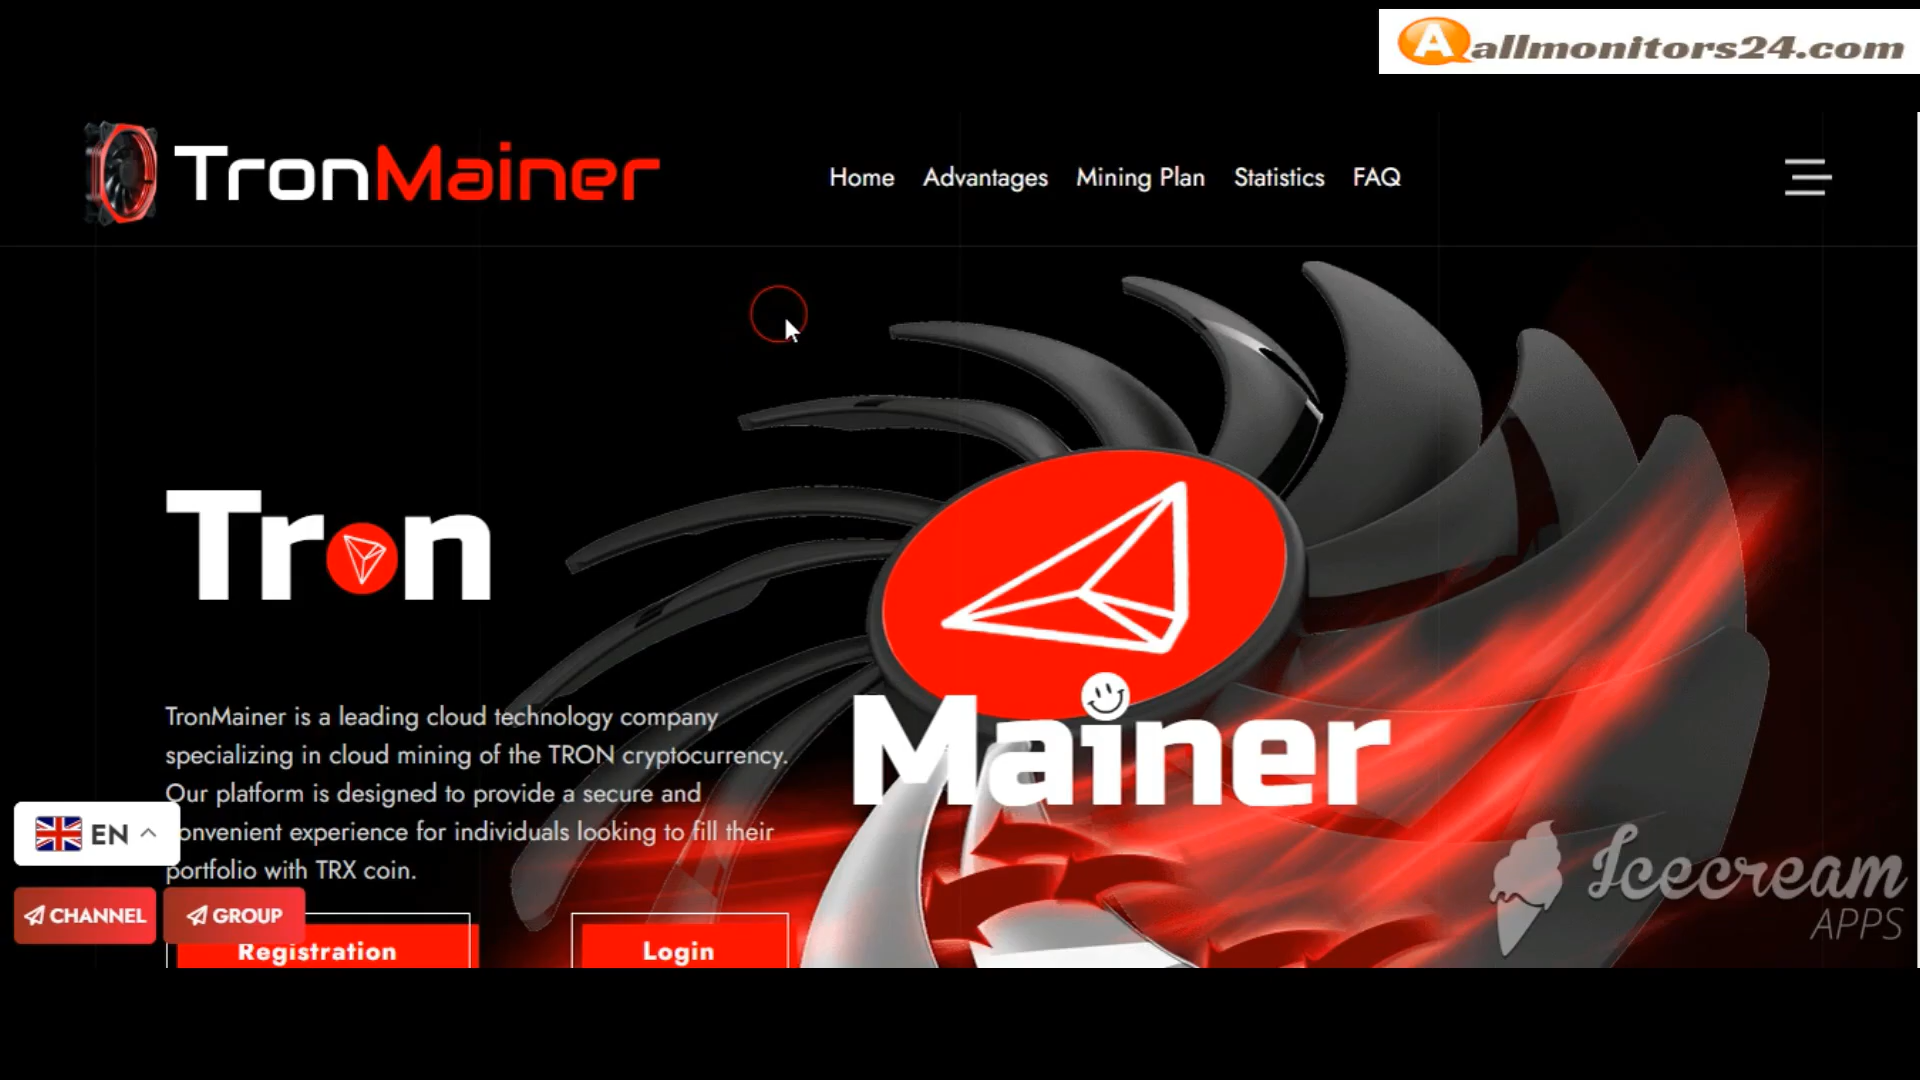 allmonitors24.com
TronMainer
Home Advantages Mining Plan Statistics FAQ
Tron
TronMainer is a leading cloud technology company
specializing in cloud mining of the TRON cryptocurrency.
Our platform is designed to provide a secure and
convenient experience for individuals looking to fill their
portfolio with TRX coin.
Mainer
EN
CHANNEL GROUP
Registration Login
Icecream
APPS